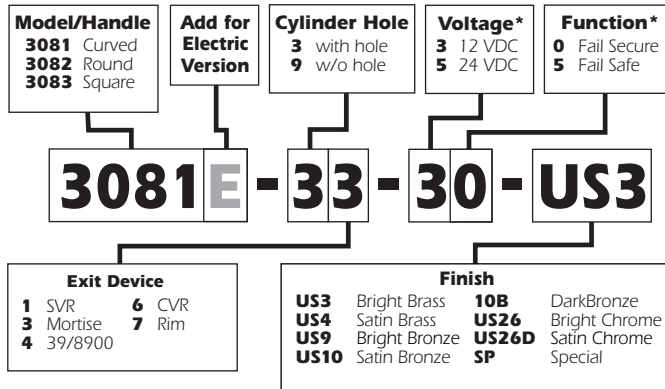 Model/Handle
3081 Curved
3082 Round
3083 Square
Add for
Electric
Version
Cylinder Hole
3 with hole
9 w/o hole
Voltage*
3 12 VDC
5 24 VDC
Function*
0 Fail Secure
5 Fail Safe
3081E-33-30-US3
Exit Device
1 SVR 6 CVR
3 Mortise 7 Rim
4 39/8900
Finish
US3 Bright Brass 10B DarkBronze
US4 Satin Brass US26 Bright Chrome
US9 Bright Bronze US26D Satin Chrome
US10 Satin Bronze SP Special